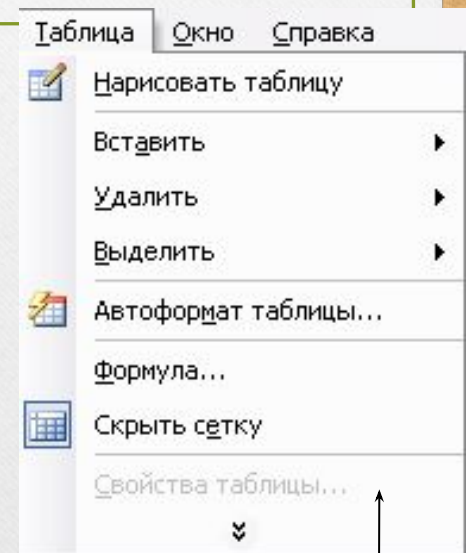 Таблица Окно Справка
Нарисовать таблицу
Вставить
Удалить
Выделить
Автоформат таблицы...
Формула...
Скрыть сетку
Свойства таблицы...